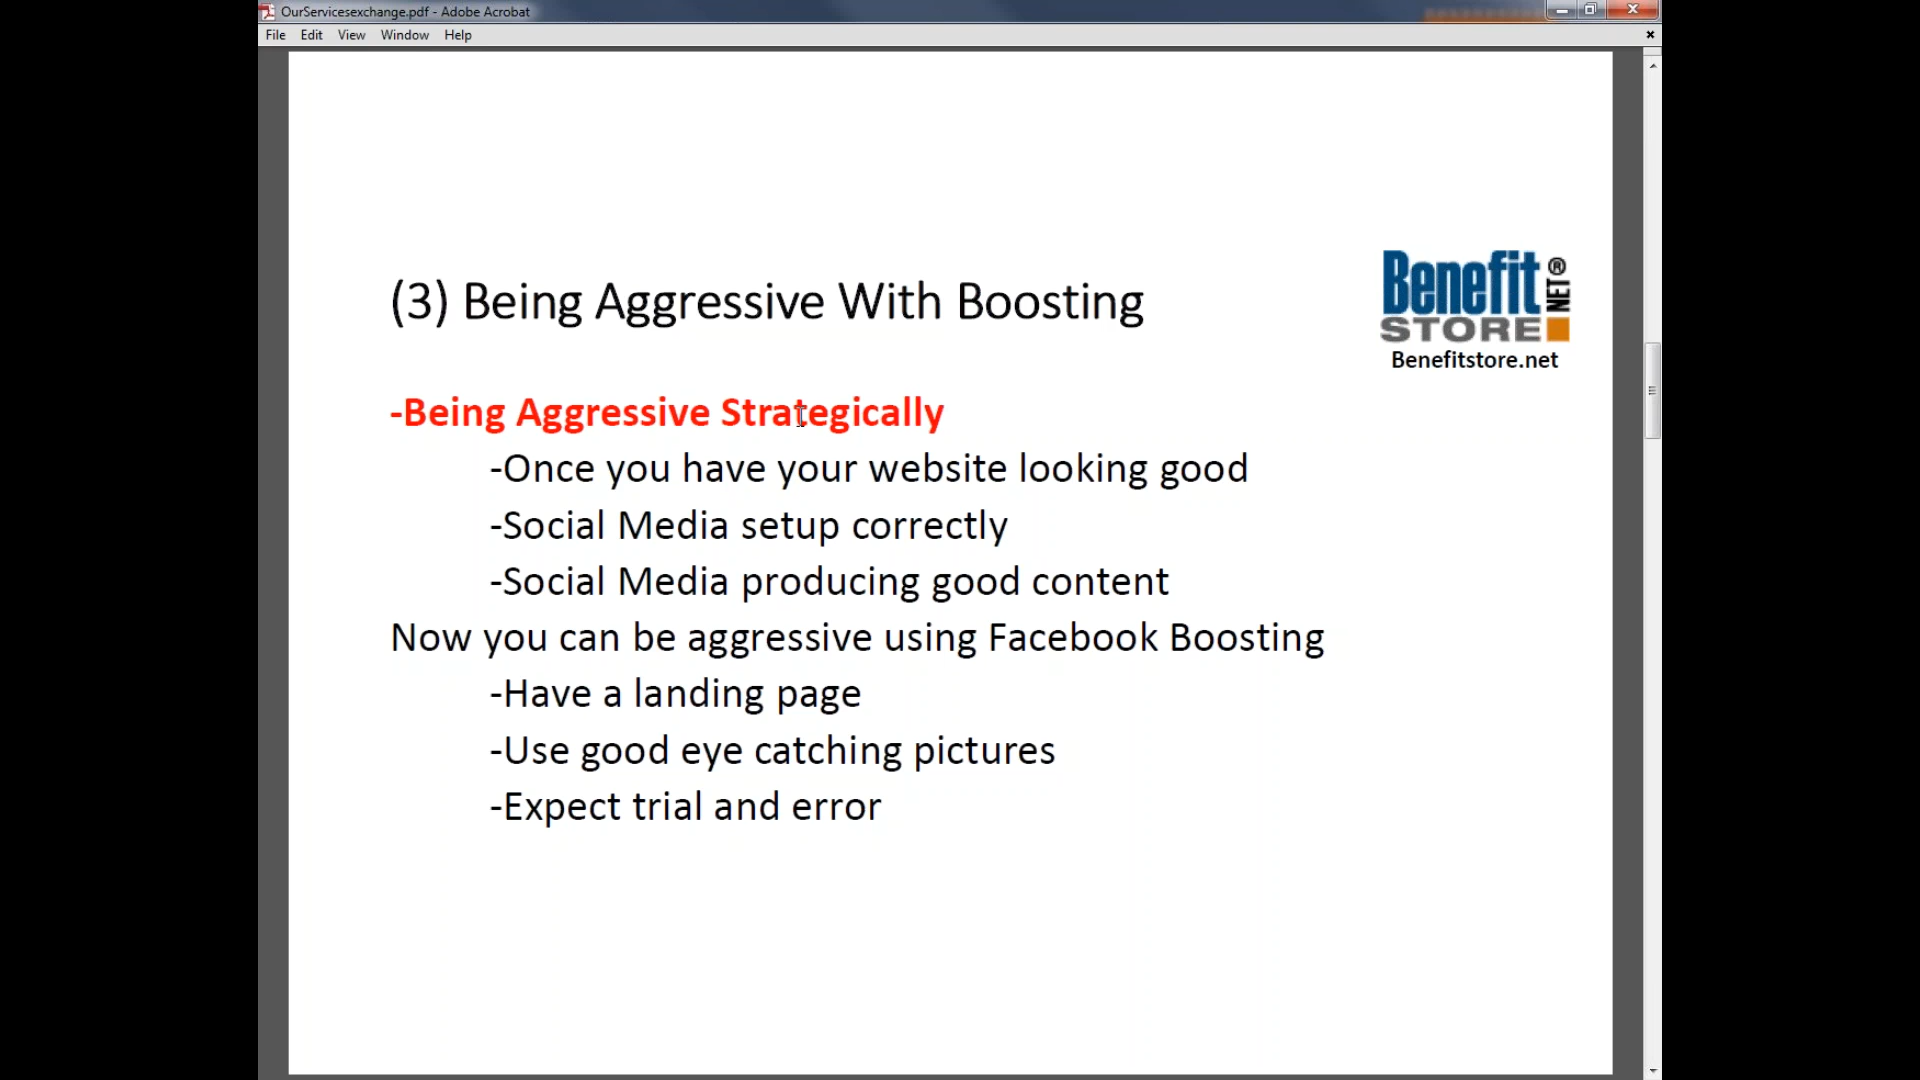 OurServicesexchange.pdf - Adobe Acrobat
File Edit View Window Help
(3) Being Aggressive With Boosting
Benefit
NET®
STORE
Benefitstore.net
-Being Aggressive Strategically
-Once you have your website looking good
-Social Media setup correctly
-Social Media producing good content
Now you can be aggressive using Facebook Boosting
-Have a landing page
-Use good eye catching pictures
-Expect trial and error